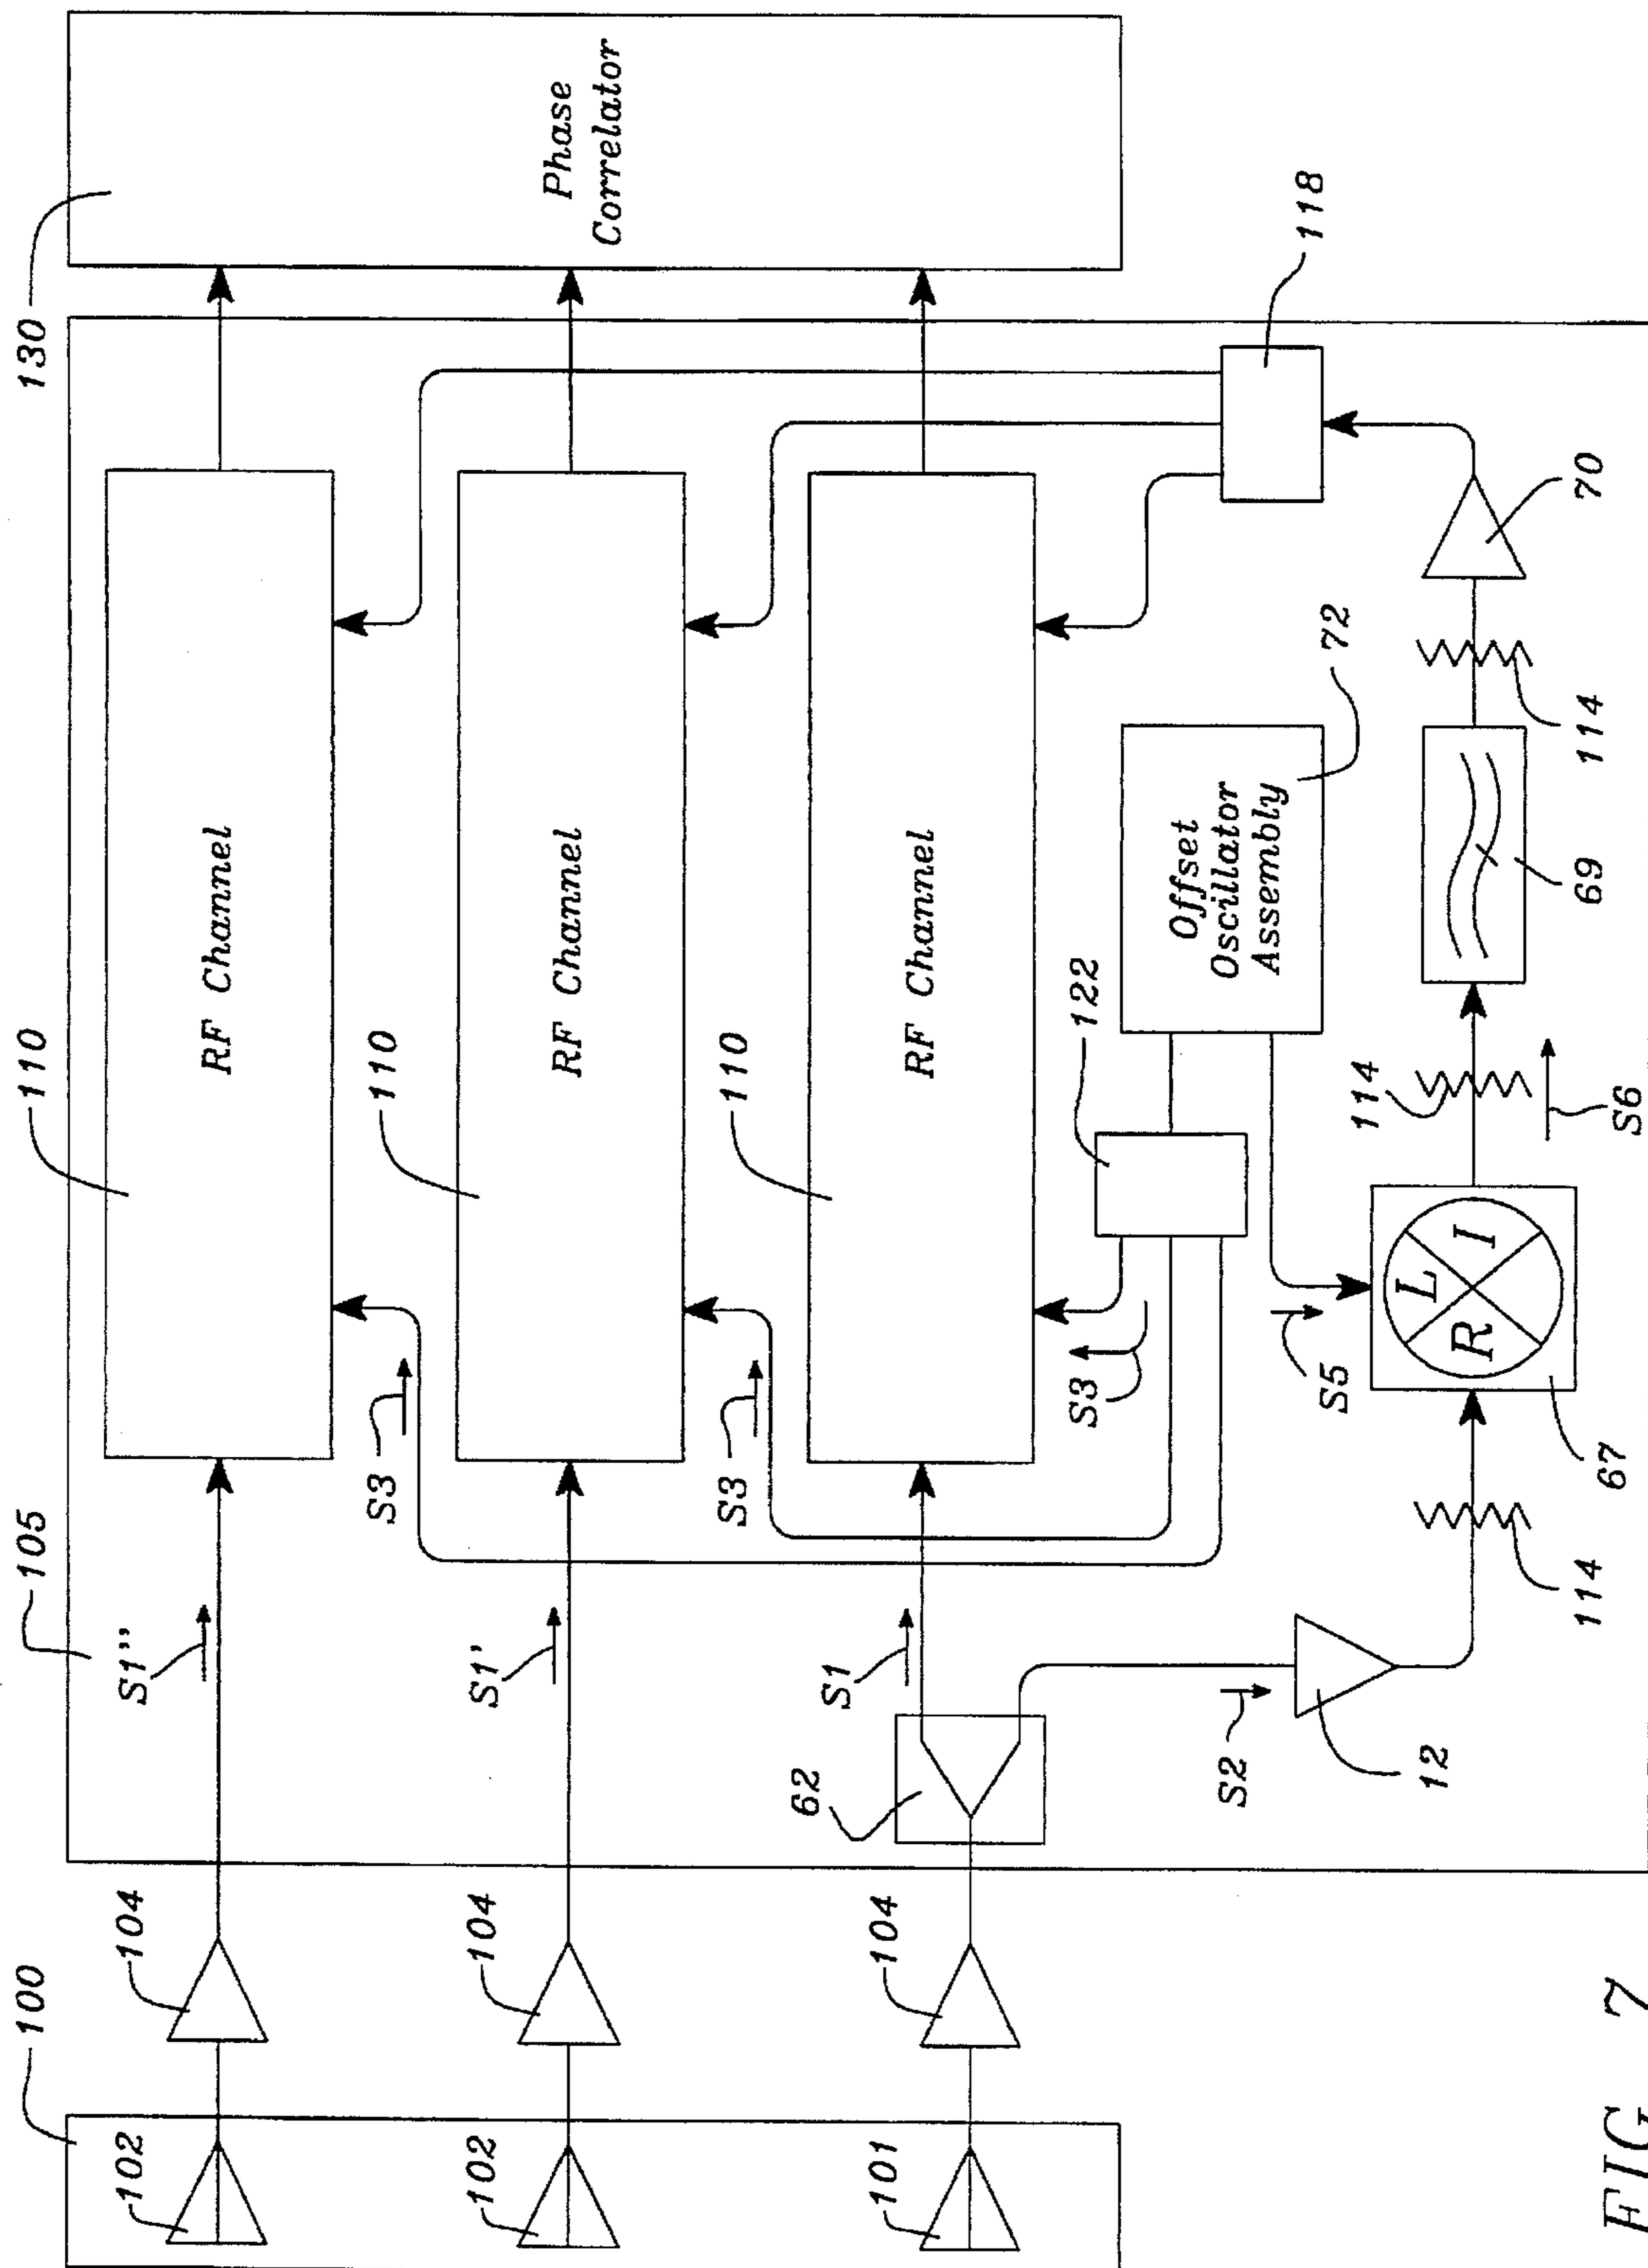 100
105
130
102
104
S1''
110
RF Channel
S3
102
104
S1'
110
RF Channel
S3
Phase
Correlator
101
104
62
S1
110
RF Channel
S3
122
Offset
Oscillator
Assembly
72
118
S2
12
114
S5
R
L
I
67
114
S6
69
114
70
FIG 7